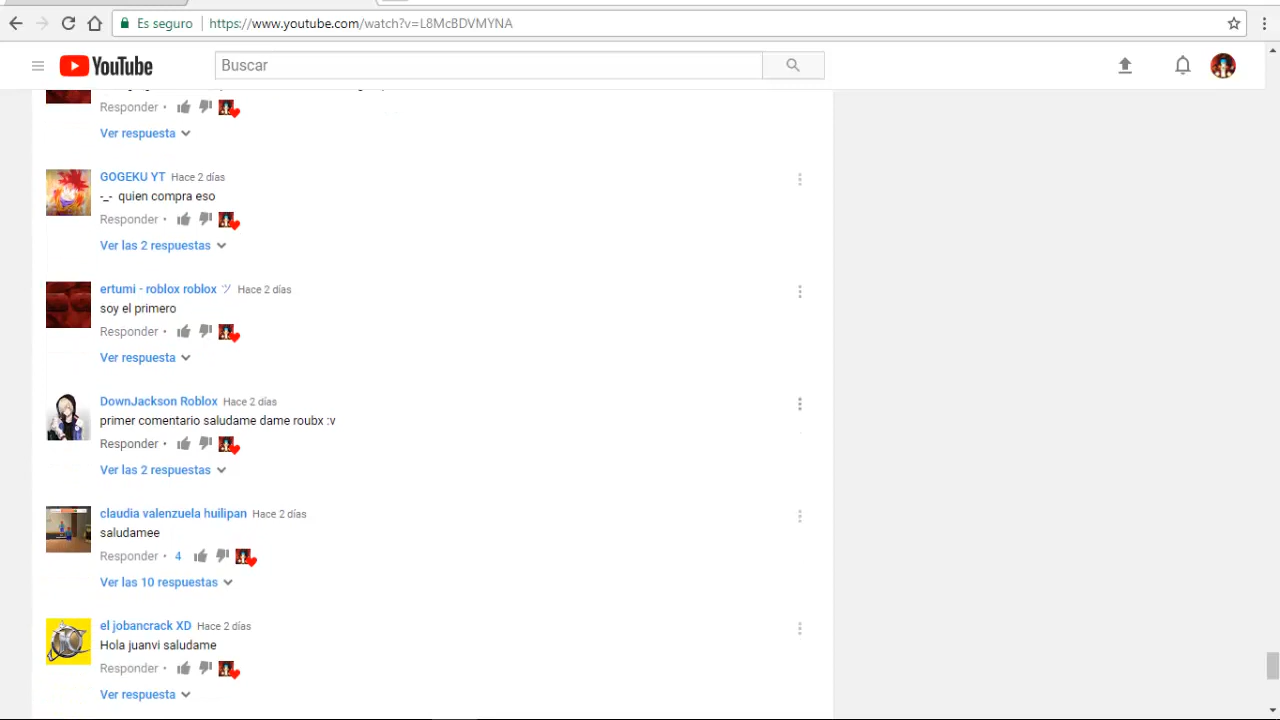 Es seguro
https://www.youtube.com/watch?v=L8McBDVMYNA
YouTube
Buscar
Responder •
Ver respuesta
GOGEKU YT Hace 2 días
-_- quien compra eso
Responder •
Ver las 2 respuestas
ertumi - roblox roblox ツ Hace 2 días
soy el primero
Responder •
Ver respuesta
DownJackson Roblox Hace 2 días
primer comentario saludame dame roubx :v
Responder •
Ver las 2 respuestas
claudia valenzuela huilipan Hace 2 días
saludamee
Responder • 4
Ver las 10 respuestas
el jobancrack XD Hace 2 días
Hola juanvi saludame
Responder •
Ver respuesta